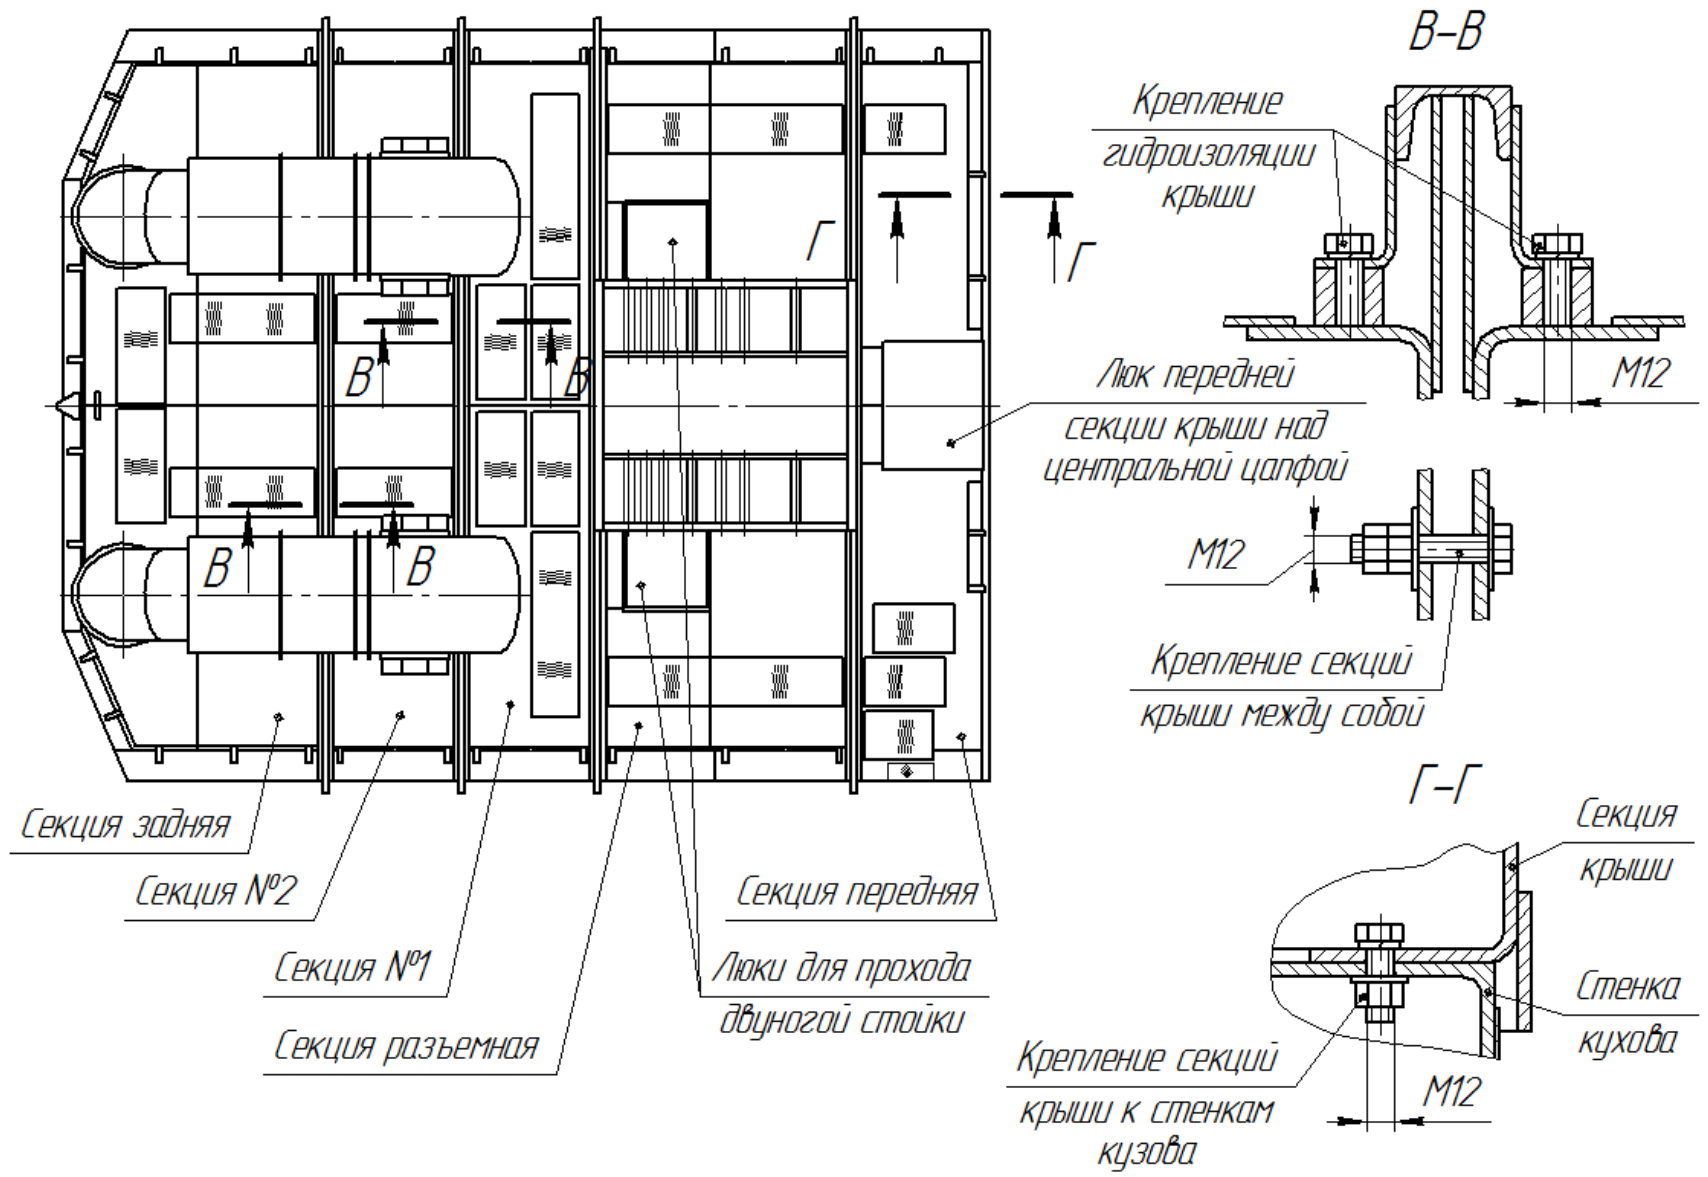 В–В
Крепление
гидроизоляции
крыши
М12
Г
Г
В
В
В
В
Люк передней
секции крыши над
центральной цапфой
М12
Крепление секций
крыши между собой
Г–Г
Секция
крыши
Стенка
кухова
Крепление секций
крыши к стенкам
кузова
М12
Секция задняя
Секция №2
Секция №1
Секция разъемная
Секция передняя
Люки для прохода
двуногой стойки